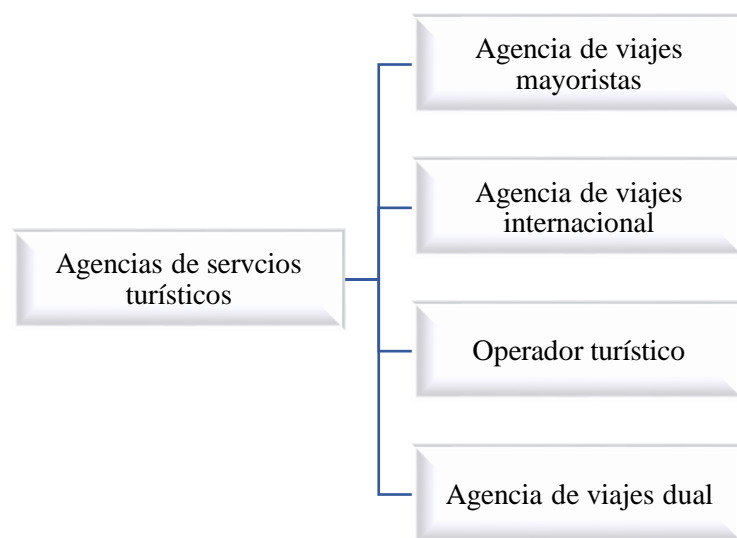 Agencia de viajes
mayoristas
Agencia de viajes
internacional
Agencias de servcios
turísticos
Operador turístico
Agencia de viajes dual